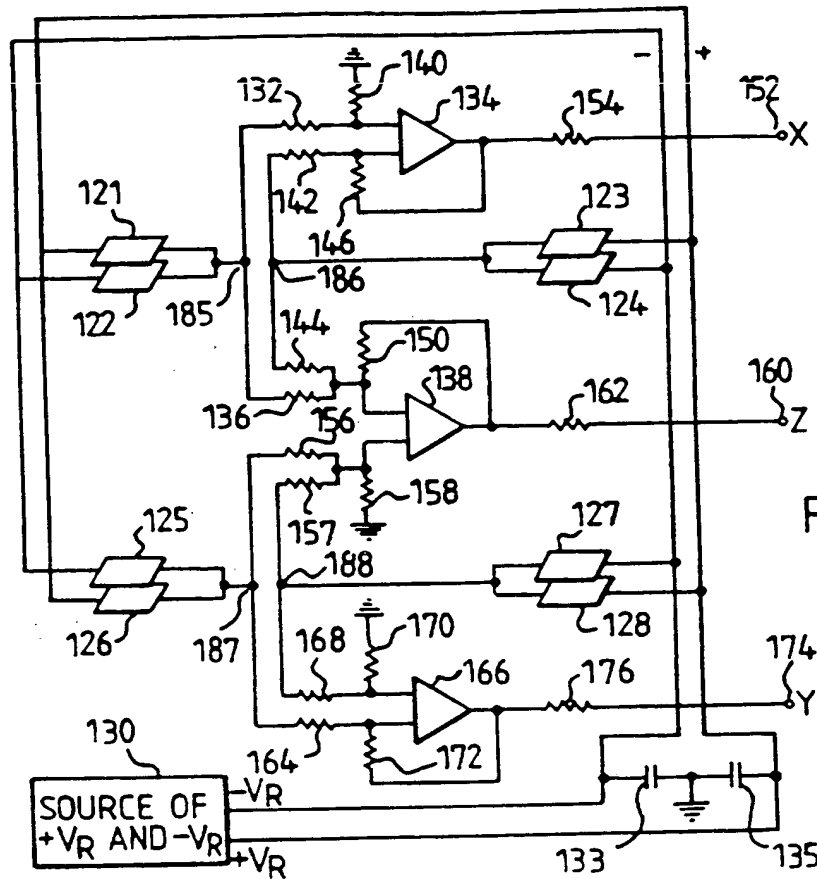 - +
132 140 134 154 152 X
142
121 146 123
122 185 186 124
144 150 138 160
136 162 Z
156
158
125 157 127
F
188
126 187 170 128
168 166 176 174
Y
130 164 172
-VR
SOURCE OF
+VR AND -VR
+VR 133 135